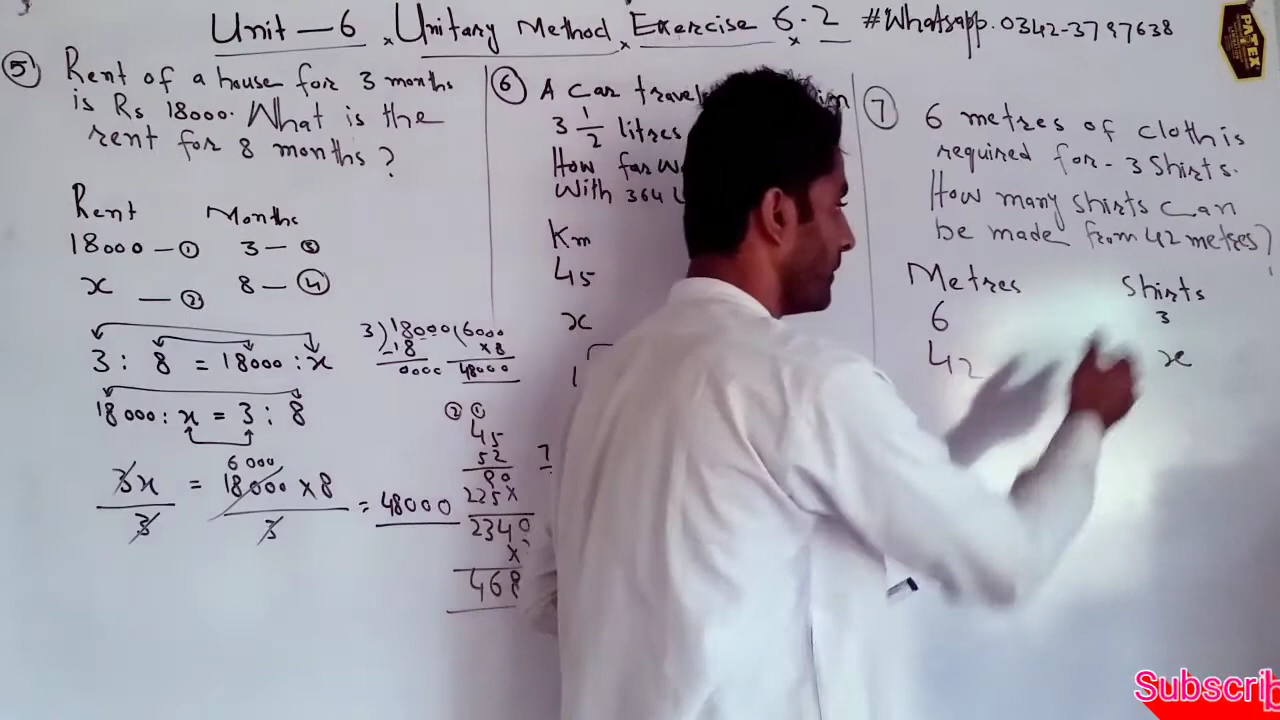 Unit - 6 × Unitary Method × Exercise 6.2 × #Whatsapp. 0342-3797638
PATEX
5 Rent of a house for 3 months
is Rs 18000. What is the
rent for 8 months?
Rent Months
18000 - 1 3 - 3
x - 2 8 - 4
3 : 8 = 18000 : x
18000 : x = 3 : 8
3x = 18000 × 8 = 48000
6000
3 3
3)18000(6000
-18 ×8
0000 48000
2 1
45
52
90
225×
2340
×
468
6 A Car
3 1/2 litres
How far
With 364
Km
45
x
7 6 metres of cloth is
required for - 3 Shirts.
How many shirts can
be made from 42 metres?
Metres Shirts
6 3
42 x
Subscrib